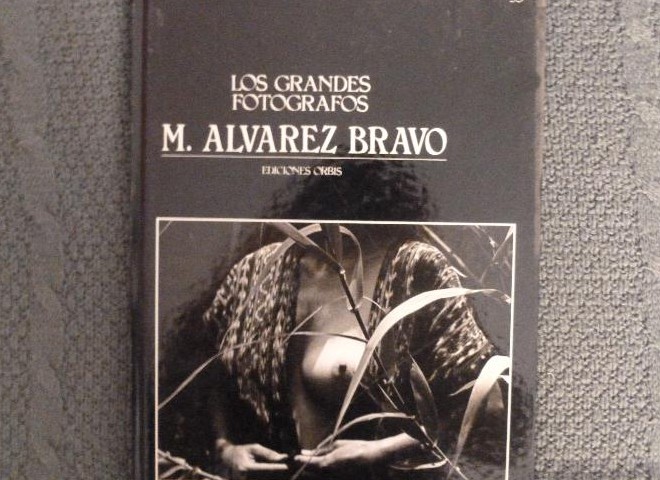 LOS GRANDES
FOTOGRAFOS
M. ALVAREZ BRAVO
EDICIONES ORBIS